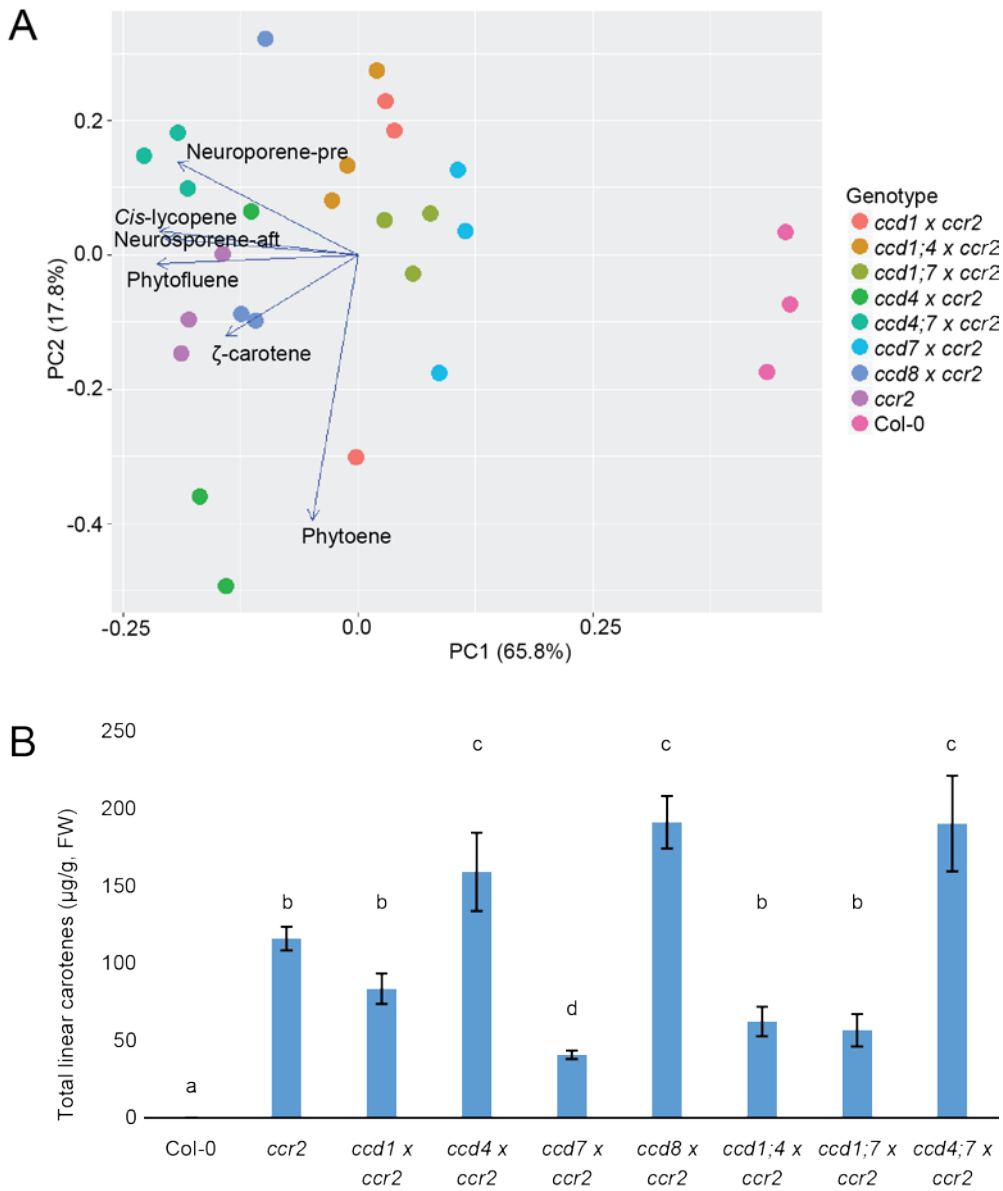 A
0.2
0.0
-0.2
-0.4
PC2 (17.8%)
Neuroporene-pre
Cis-lycopene
Neurosporene-aft
Phytofluene
ζ-carotene
Phytoene
-0.25
0.0
0.25
PC1 (65.8%)
Genotype
ccd1 x ccr2
ccd1;4 x ccr2
ccd1;7 x ccr2
ccd4 x ccr2
ccd4;7 x ccr2
ccd7 x ccr2
ccd8 x ccr2
ccr2
Col-0
B
Total linear carotenes (µg/g, FW)
250
200
150
100
50
0
a
b
b
c
d
c
b
b
c
Col-0
ccr2
ccd1 x
ccr2
ccd4 x
ccr2
ccd7 x
ccr2
ccd8 x
ccr2
ccd1;4 x
ccr2
ccd1;7 x
ccr2
ccd4;7 x
ccr2